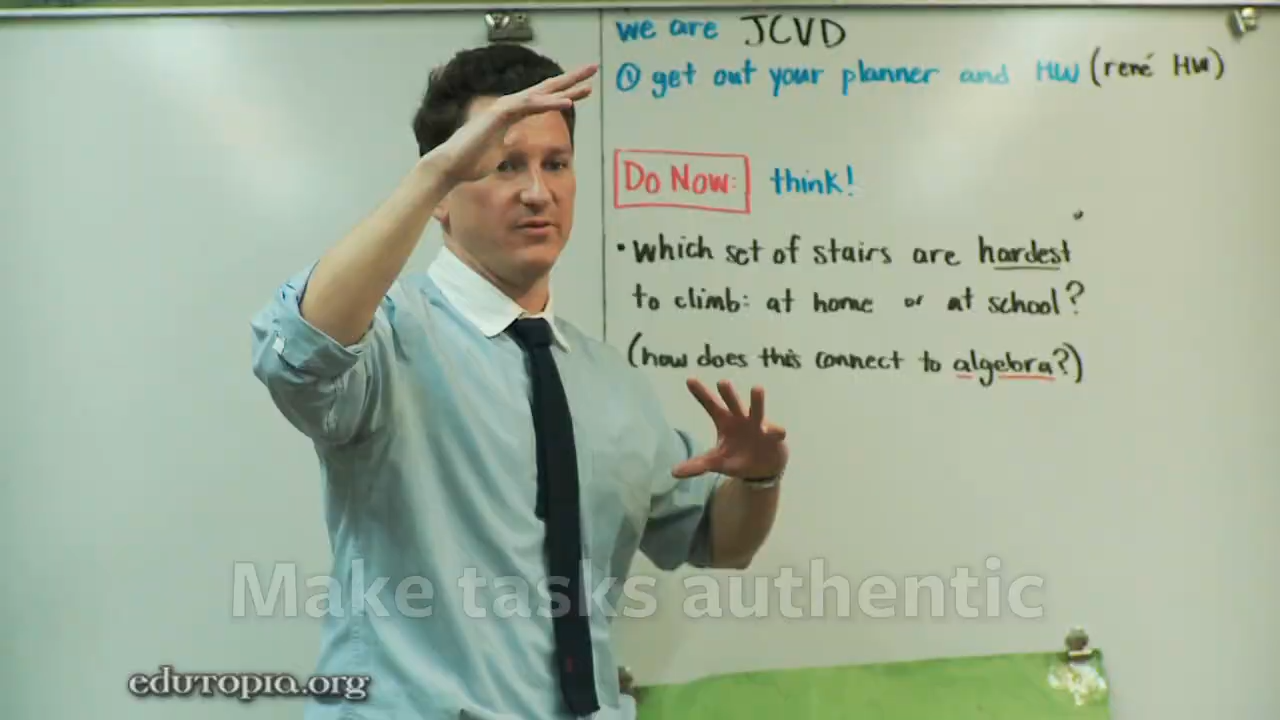 we are JCVD
① get out your planner and HW (rené HW)
Do Now: think!
• which set of stairs are hardest
to climb: at home or at school?
(how does this connect to algebra?)
Make tasks authentic
edutopia.org